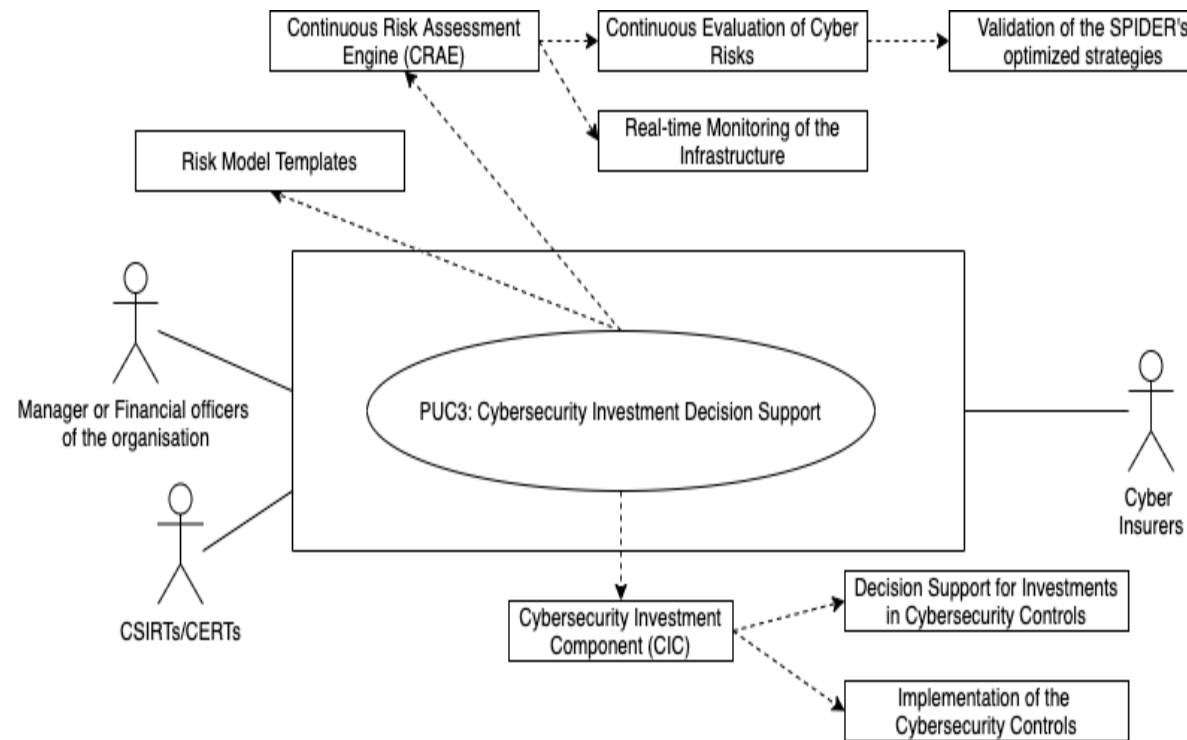 Continuous Risk Assessment
Engine (CRAE)
Continuous Evaluation of Cyber
Risks
Validation of the SPIDER's
optimized strategies
Real-time Monitoring of the
Infrastructure
Risk Model Templates
Manager or Financial officers
of the organisation
PUC3: Cybersecurity Investment Decision Support
Cyber
Insurers
CSIRTs/CERTs
Cybersecurity Investment
Component (CIC)
Decision Support for Investments
in Cybersecurity Controls
Implementation of the
Cybersecurity Controls